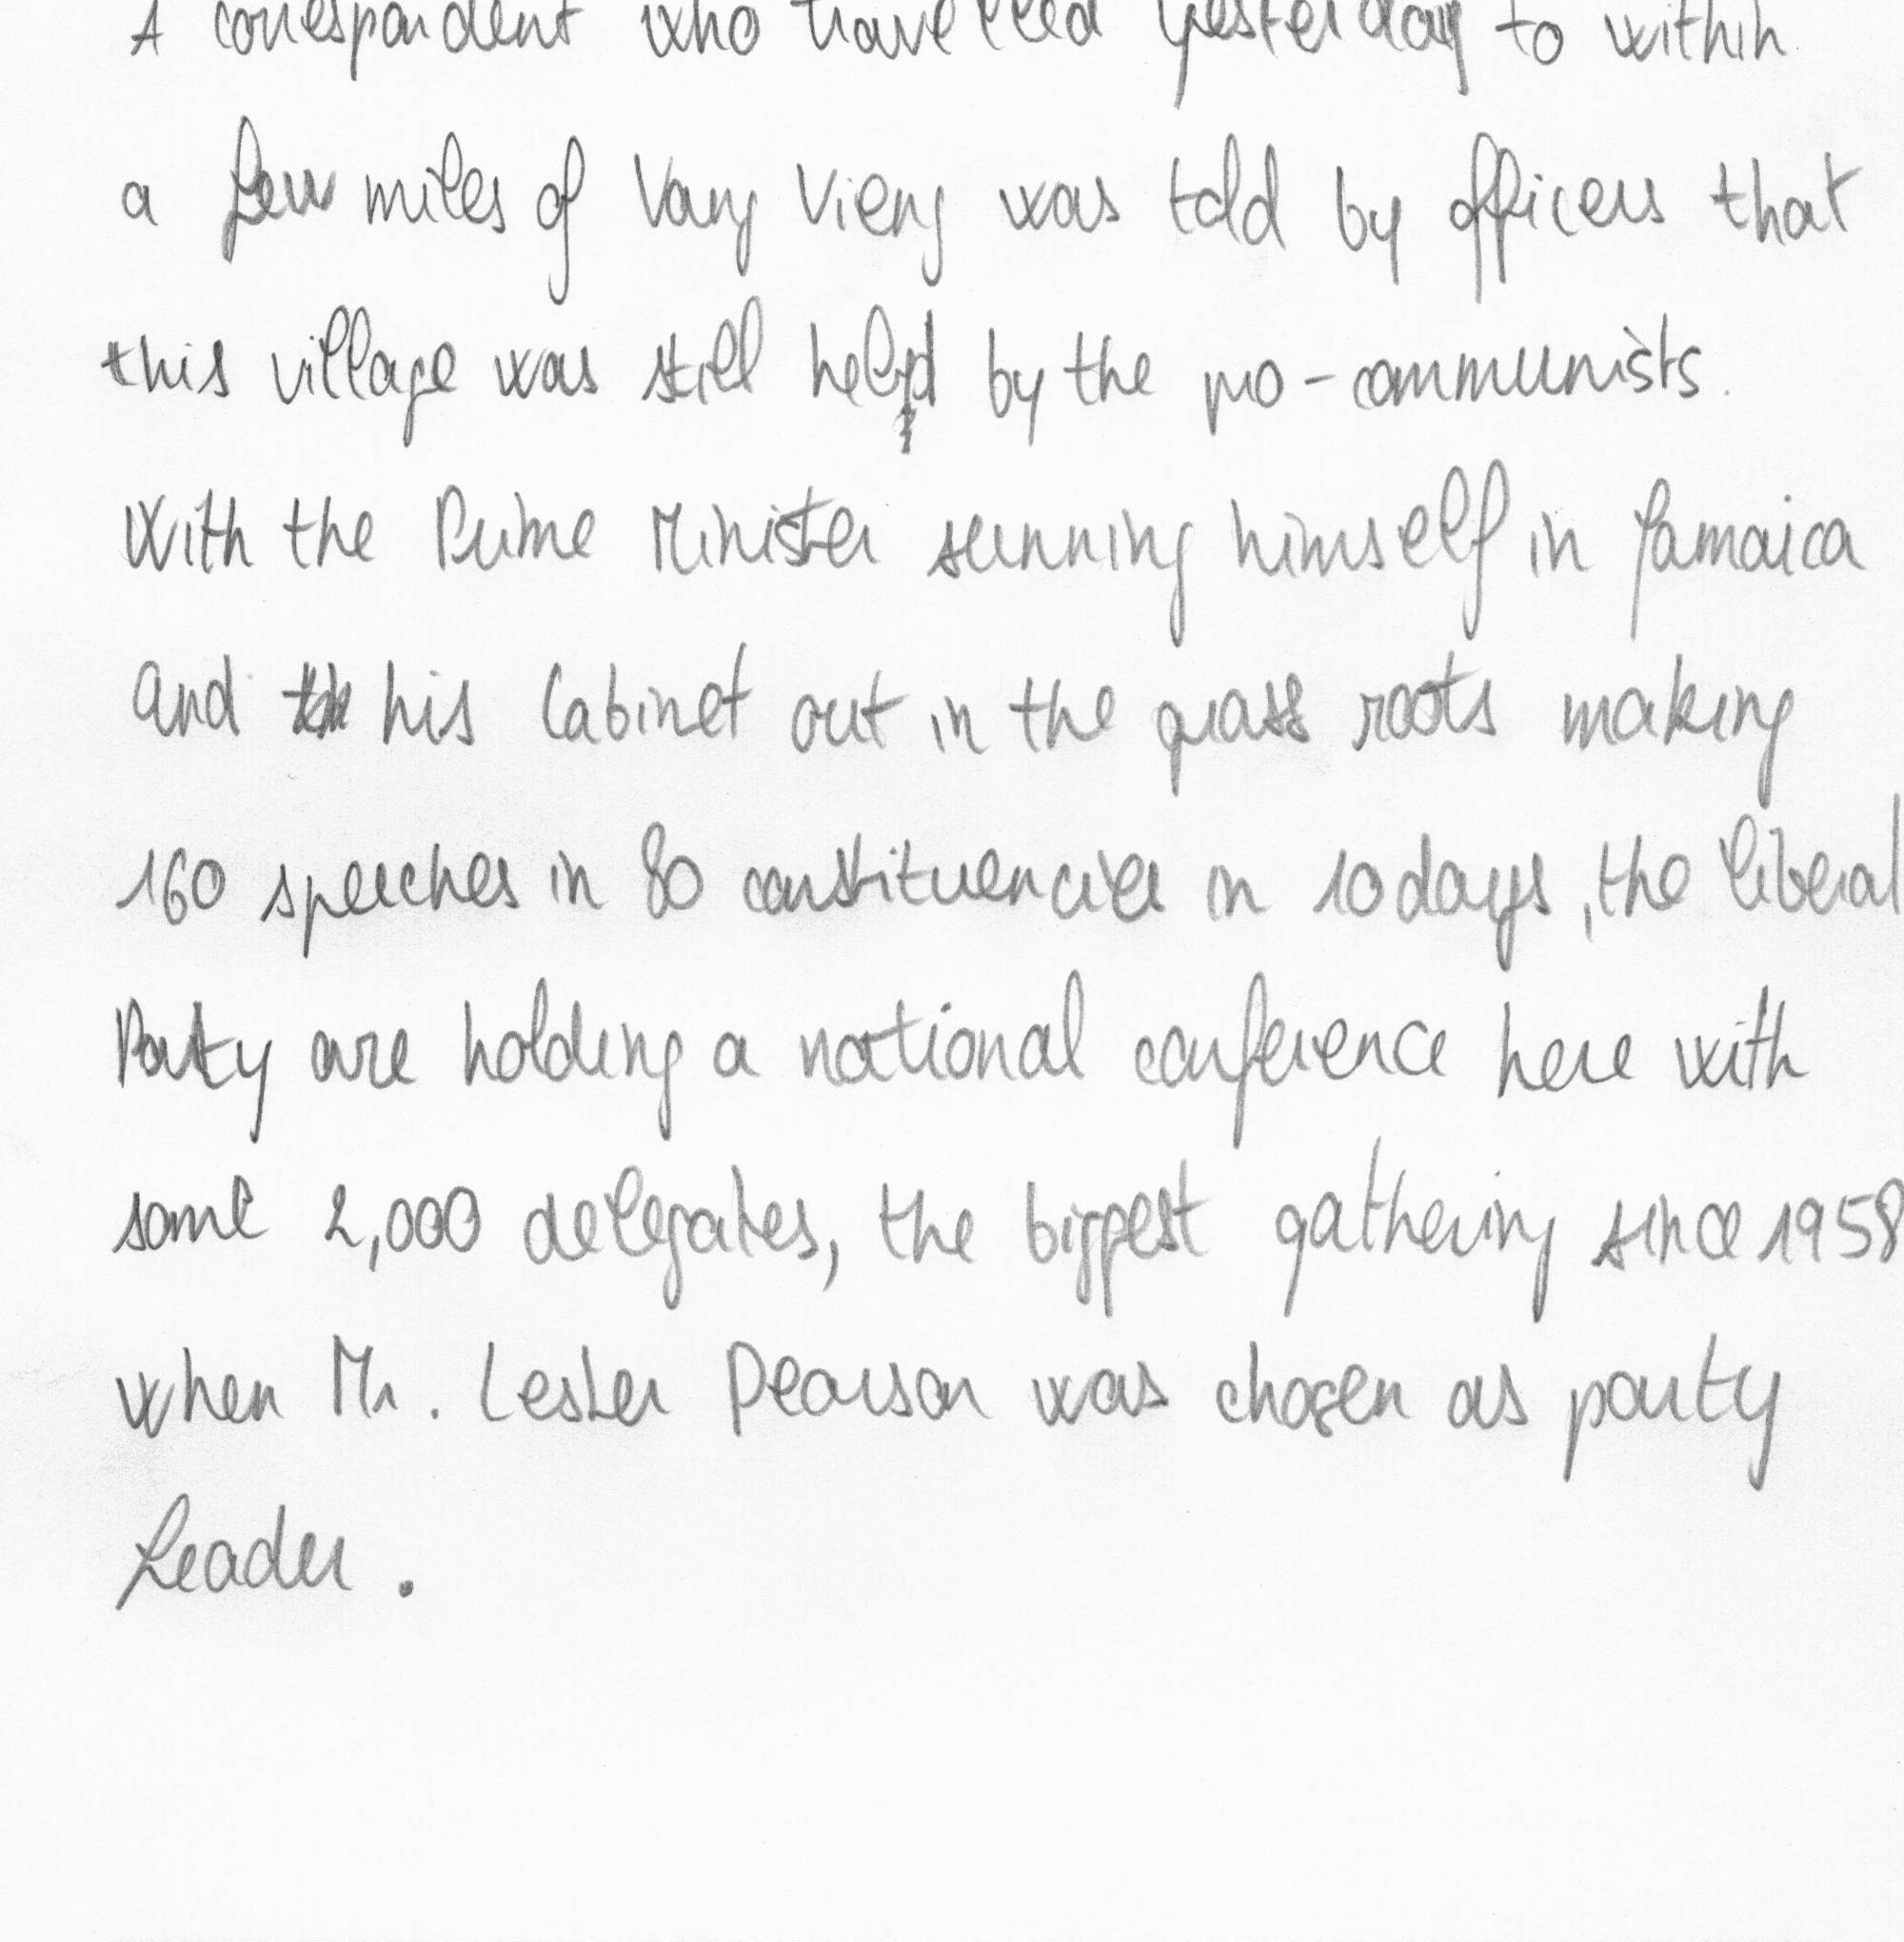 A correspondent who travelled yesterday to within
a few miles of Vang Vieng was told by officers that
this village was still held by the pro-communists.
With the Prime Minister sunning himself in Jamaica
and his Cabinet out in the grass roots making
160 speeches in 80 constituencies in 10 days, the liberal
Party are holding a national conference here with
some 2,000 delegates, the biggest gathering since 1958
when Mr. Lester Pearson was chosen as party
Leader.